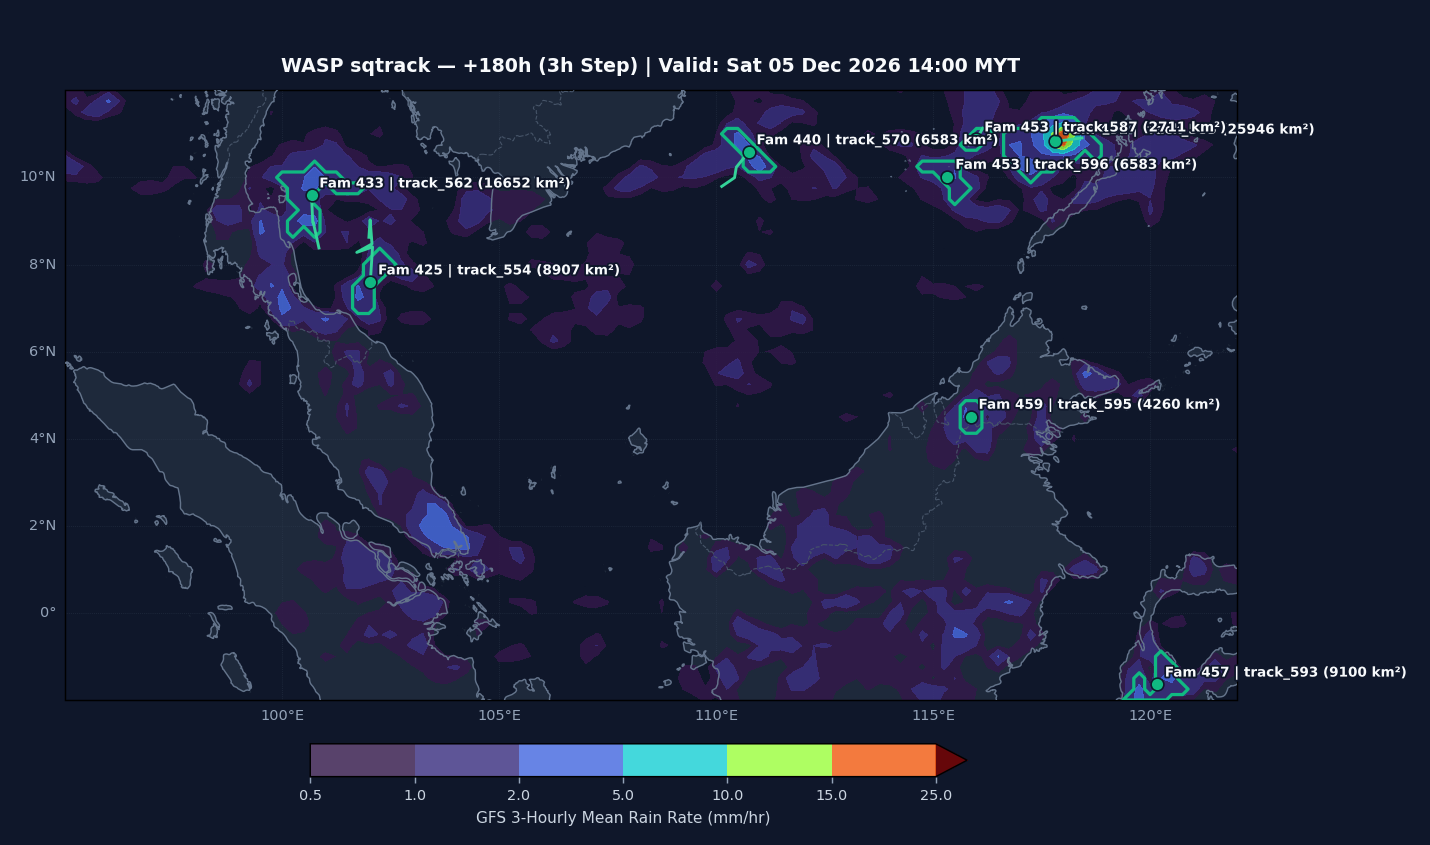 WASP sqtrack — +180h (3h Step) | Valid: Sat 05 Dec 2026 14:00 MYT
Fam 453 | track_587 (2711 km²)
25946 km²)
Fam 440 | track_570 (6583 km²)
Fam 453 | track_596 (6583 km²)
Fam 433 | track_562 (16652 km²)
Fam 425 | track_554 (8907 km²)
Fam 459 | track_595 (4260 km²)
Fam 457 | track_593 (9100 km²)
10°N
8°N
6°N
4°N
2°N
0°
100°E
105°E
110°E
115°E
120°E
0.5
1.0
2.0
5.0
10.0
15.0
25.0
GFS 3-Hourly Mean Rain Rate (mm/hr)